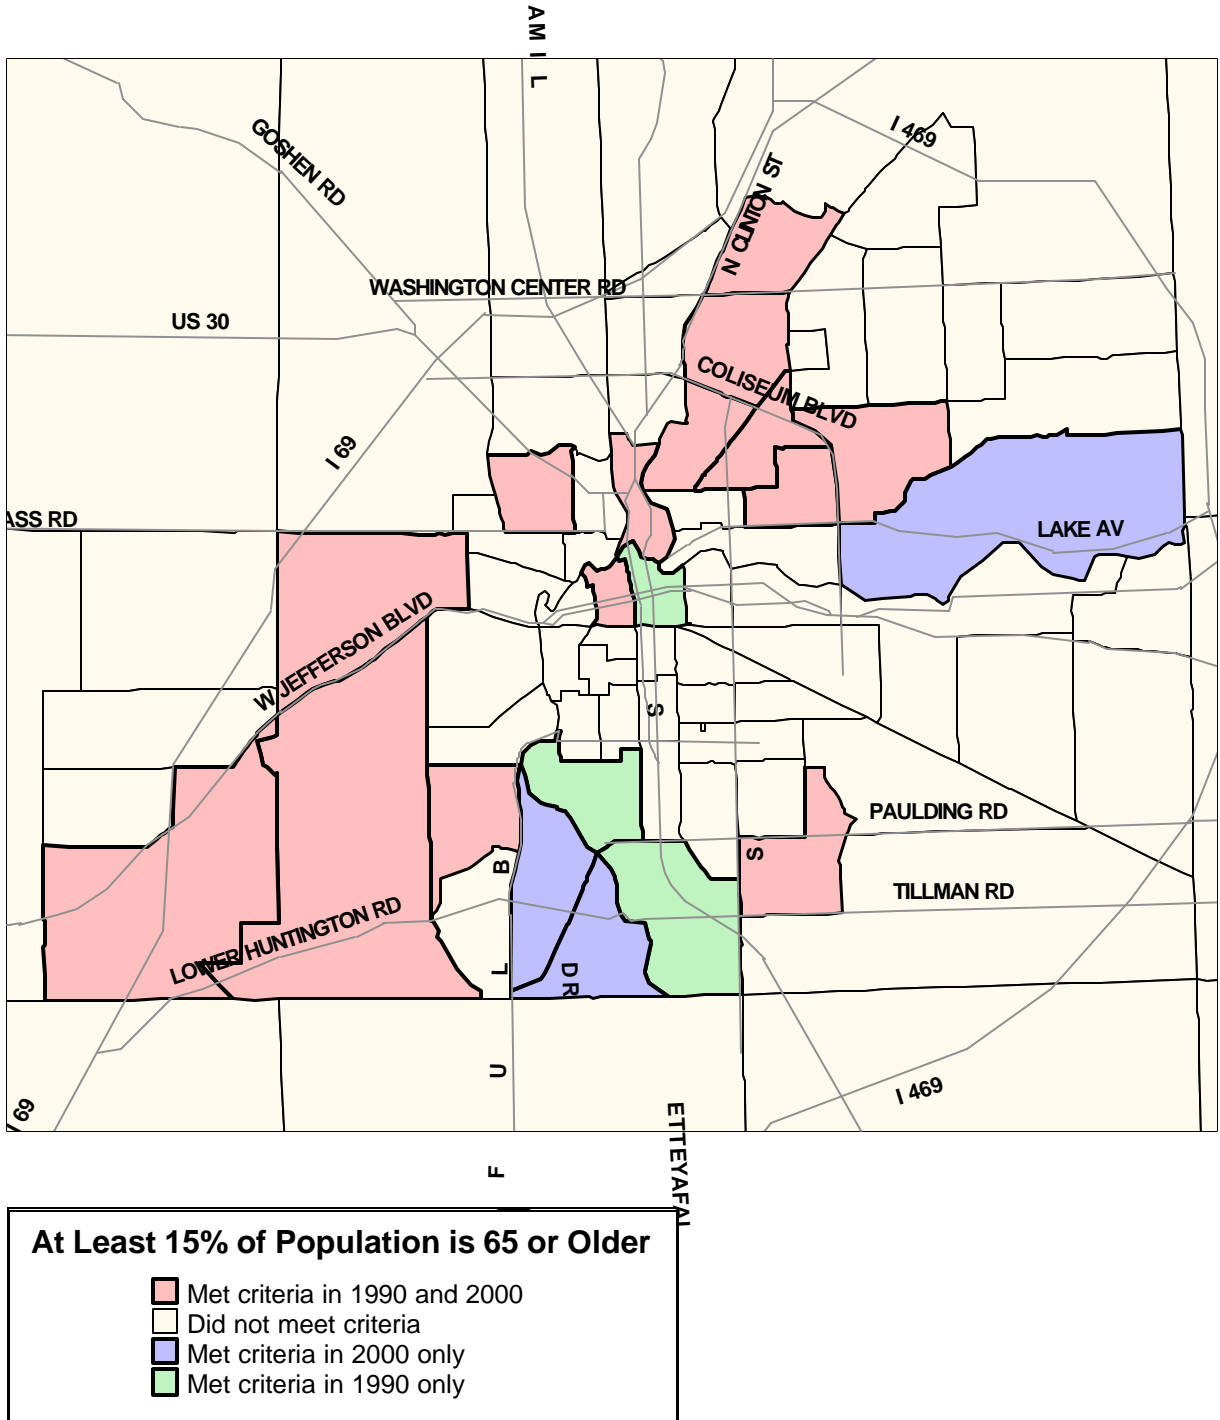 A M I L
I 469
GOSHEN RD
N CLINTON ST
WASHINGTON CENTER RD
US 30
COLISEUM BLVD
I 69
ASS RD
LAKE AV
W JEFFERSON BLVD
S
PAULDING RD
S
B
TILLMAN RD
LOWER HUNTINGTON RD
L
DR
U
I 469
I 69
ETTEYAFAL
F
At Least 15% of Population is 65 or Older
Met criteria in 1990 and 2000
Did not meet criteria
Met criteria in 2000 only
Met criteria in 1990 only